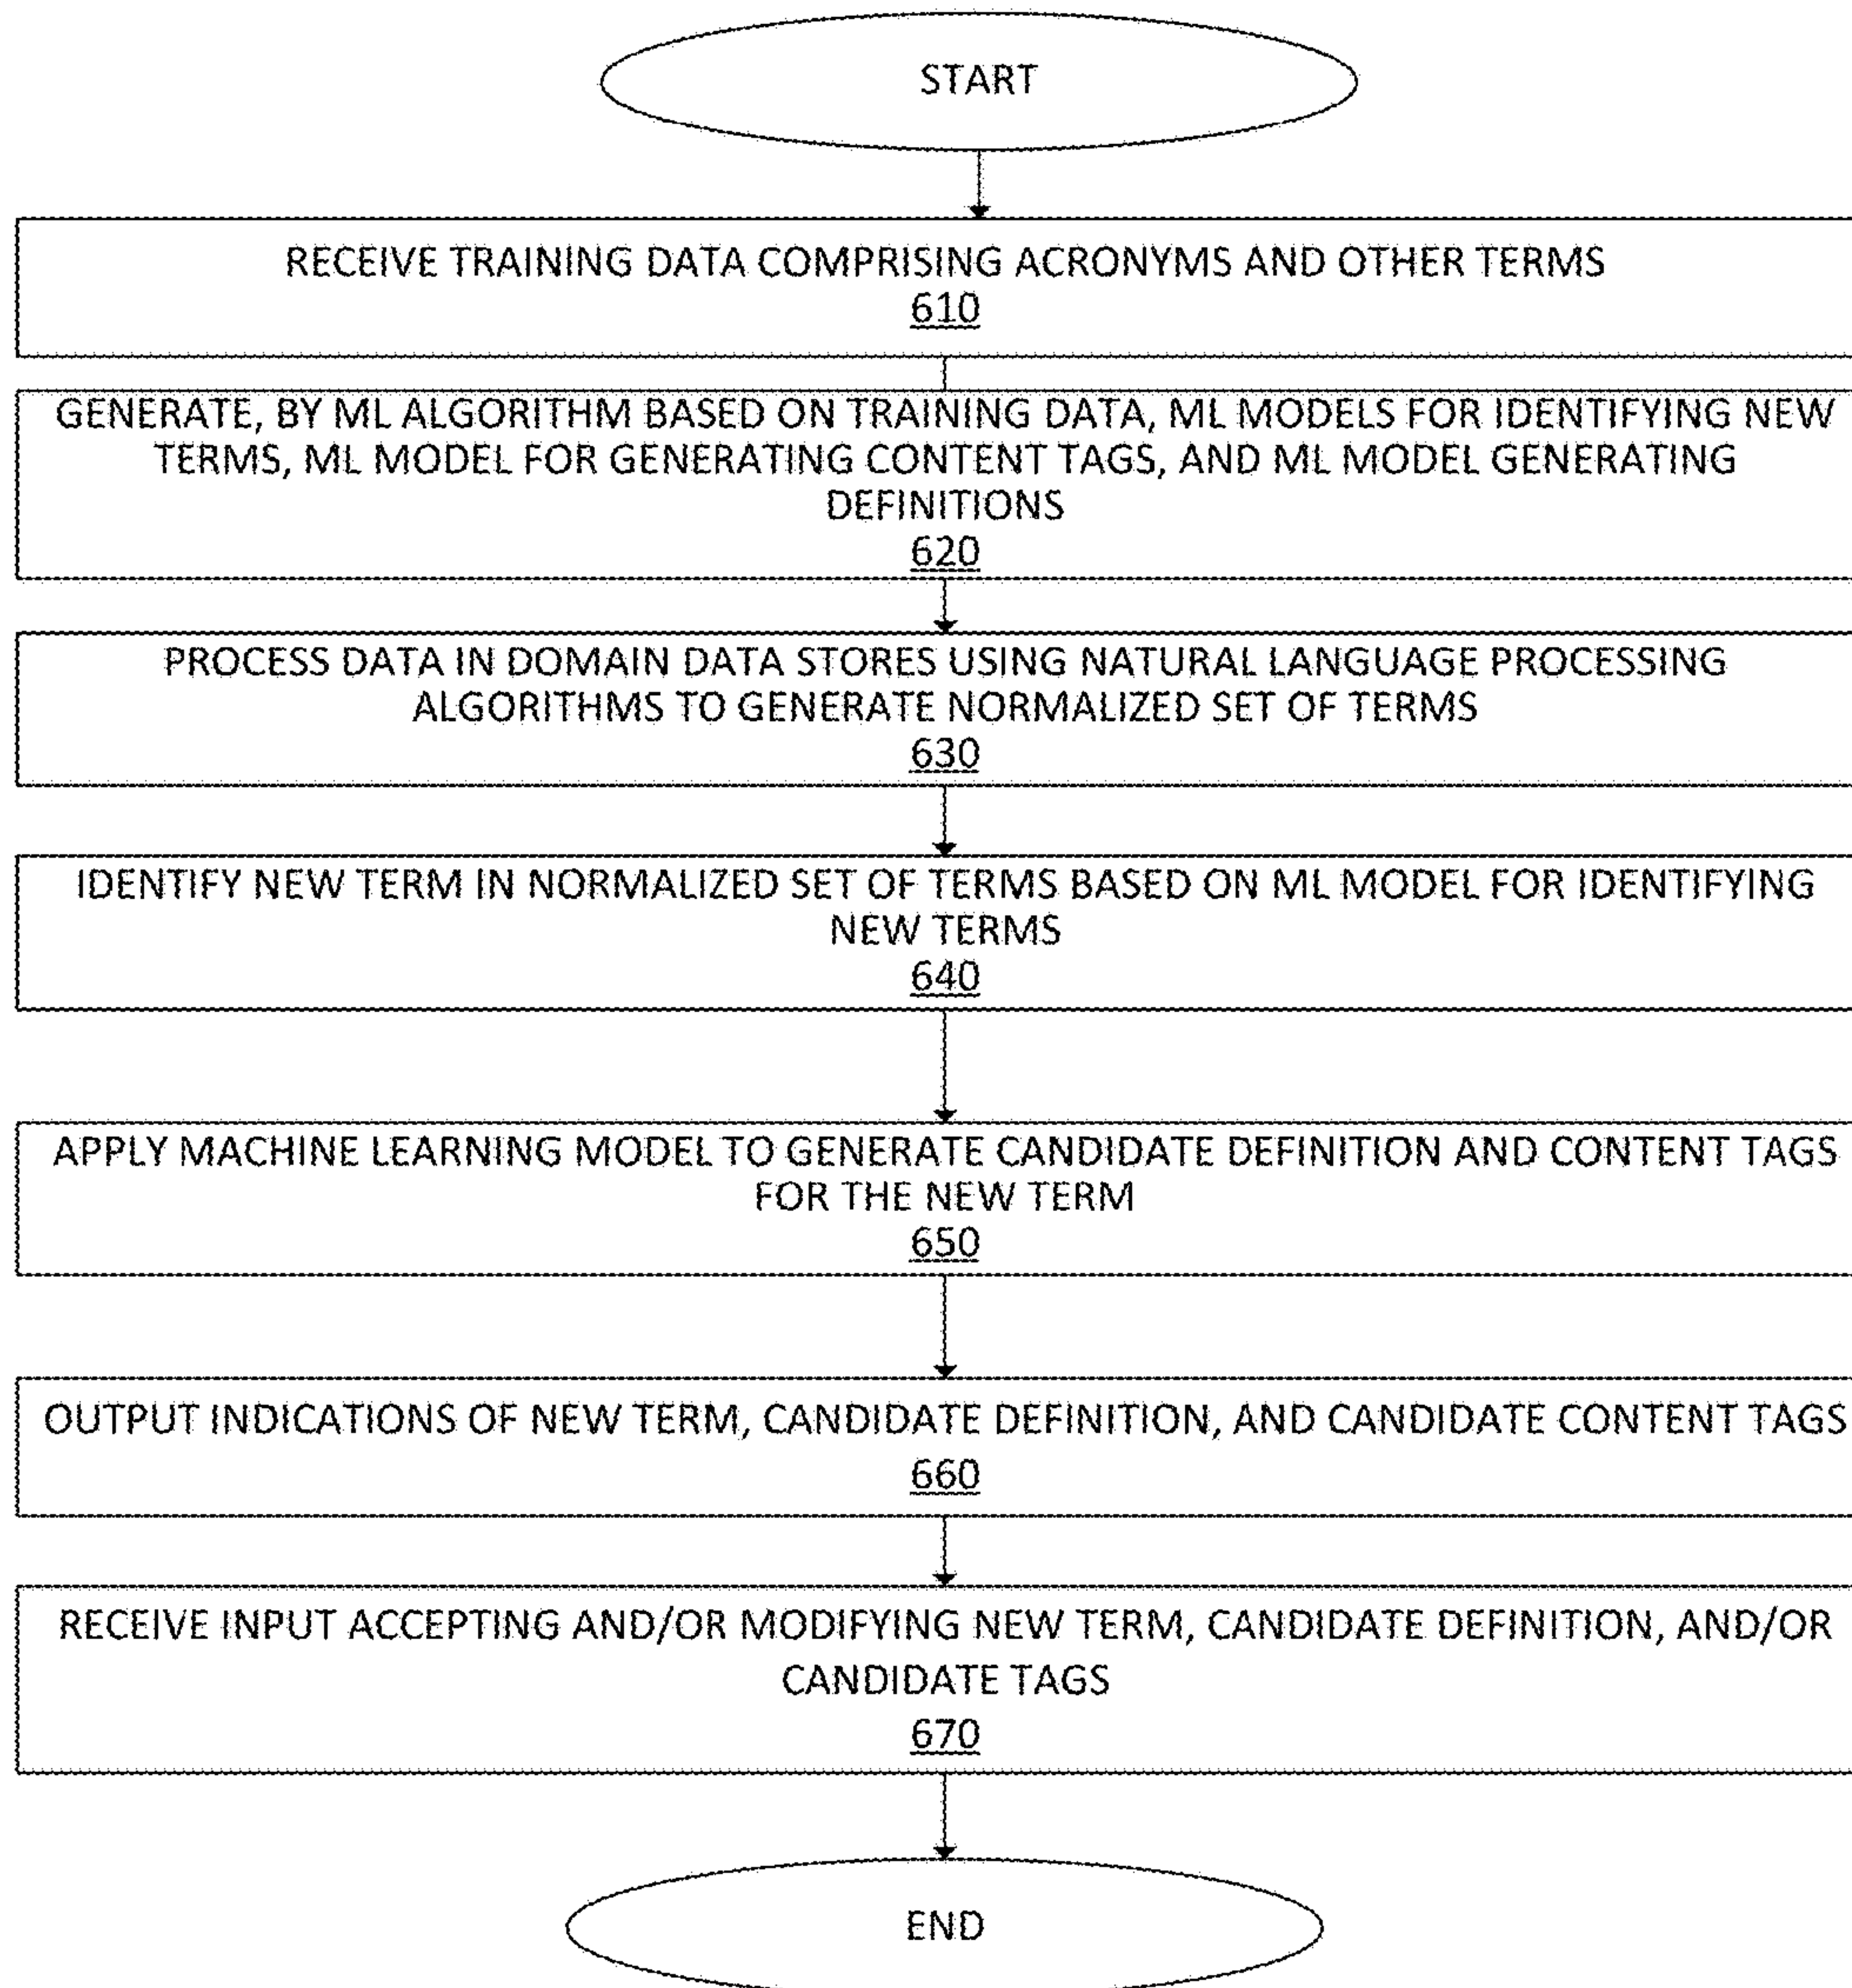 START
RECEIVE TRAINING DATA COMPRISING ACRONYMS AND OTHER TERMS
610
GENERATE, BY ML ALGORITHM BASED ON TRAINING DATA, ML MODELS FOR IDENTIFYING NEW
TERMS, ML MODEL FOR GENERATING CONTENT TAGS, AND ML MODEL GENERATING
DEFINITIONS
620
PROCESS DATA IN DOMAIN DATA STORES USING NATURAL LANGUAGE PROCESSING
ALGORITHMS TO GENERATE NORMALIZED SET OF TERMS
630
IDENTIFY NEW TERM IN NORMALIZED SET OF TERMS BASED ON ML MODEL FOR IDENTIFYING
NEW TERMS
640
APPLY MACHINE LEARNING MODEL TO GENERATE CANDIDATE DEFINITION AND CONTENT TAGS
FOR THE NEW TERM
650
OUTPUT INDICATIONS OF NEW TERM, CANDIDATE DEFINITION, AND CANDIDATE CONTENT TAGS
660
RECEIVE INPUT ACCEPTING AND/OR MODIFYING NEW TERM, CANDIDATE DEFINITION, AND/OR
CANDIDATE TAGS
670
END